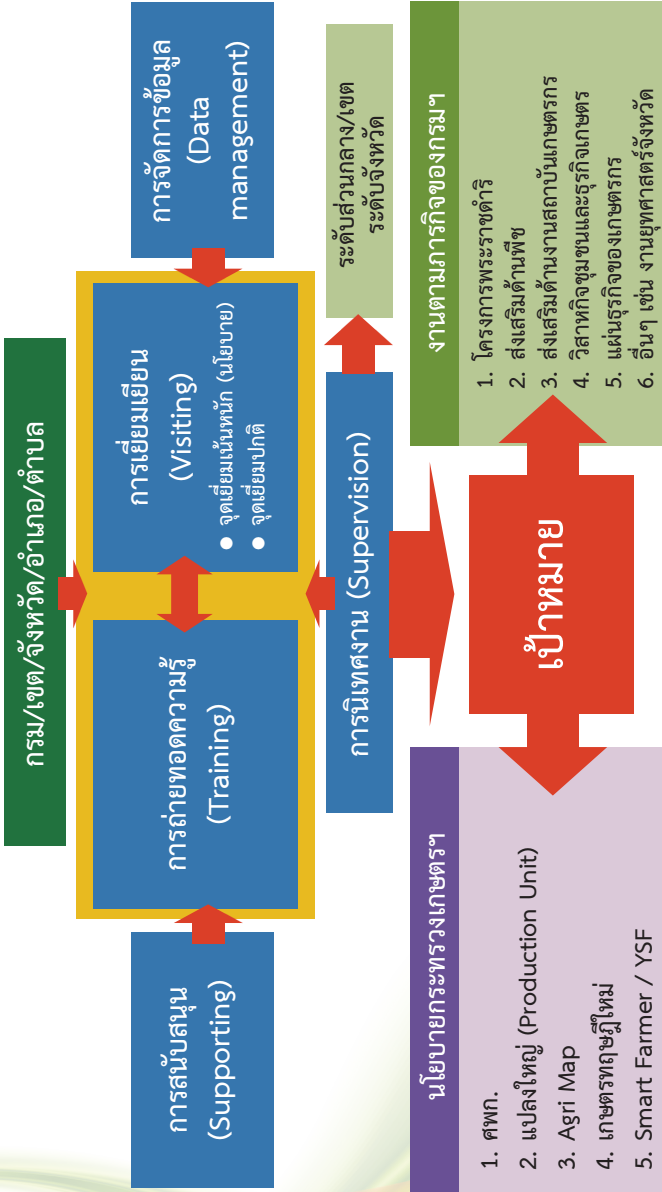 กรม/เขต/จังหวัด/อำเภอ/ตำบล
การสนับสนุน
(Supporting)
การถ่ายทอดความรู้
(Training)
การเยี่ยมเยียน
(Visiting)
● จุดเยี่ยมเน้นหนัก (นโยบาย)
● จุดเยี่ยมปกติ
การจัดการข้อมูล
(Data
management)
การนิเทศงาน (Supervision)
ระดับส่วนกลาง/เขต
ระดับจังหวัด
นโยบายกระทรวงเกษตรฯ
1. ศพก.
2. แปลงใหญ่ (Production Unit)
3. Agri Map
4. เกษตรทฤษฎีใหม่
5. Smart Farmer / YSF
เป้าหมาย
งานตามภารกิจของกรมฯ
1. โครงการพระราชดำริ
2. ส่งเสริมด้านพืช
3. ส่งเสริมด้านงานสถาบันเกษตรกร
4. วิสาหกิจชุมชนและธุรกิจเกษตร
5. แผ่นธุรกิจของเกษตรกร
6. อื่นๆ เช่น งานยุทศาสตร์จังหวัด